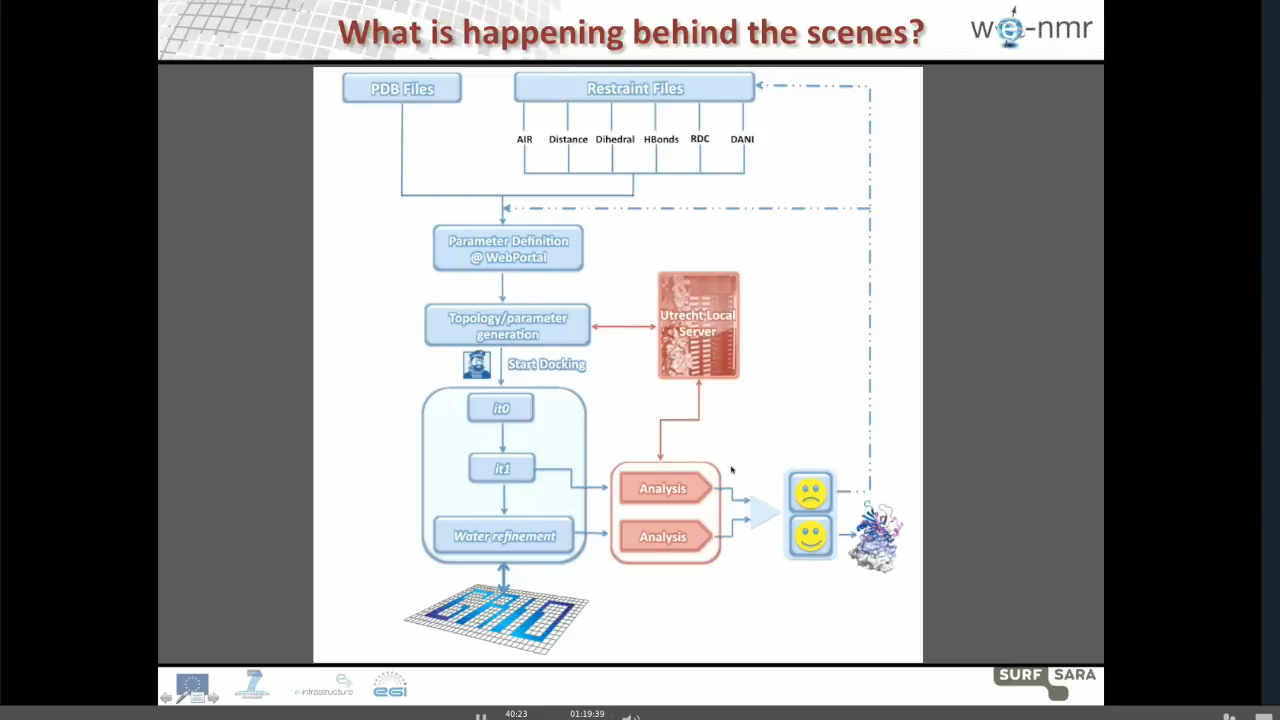 What is happening behind the scenes?
we-nmr
PDB Files
Restraint Files
AIR
Distance
Dihedral
HBonds
RDC
DANI
Parameter Definition
@ WebPortal
Topology/parameter
generation
Utrecht Local
Server
Start Docking
it0
it1
Analysis
Water refinement
Analysis
GRID
e-infrastructure
egi
SURF SARA
40:23
01:19:39